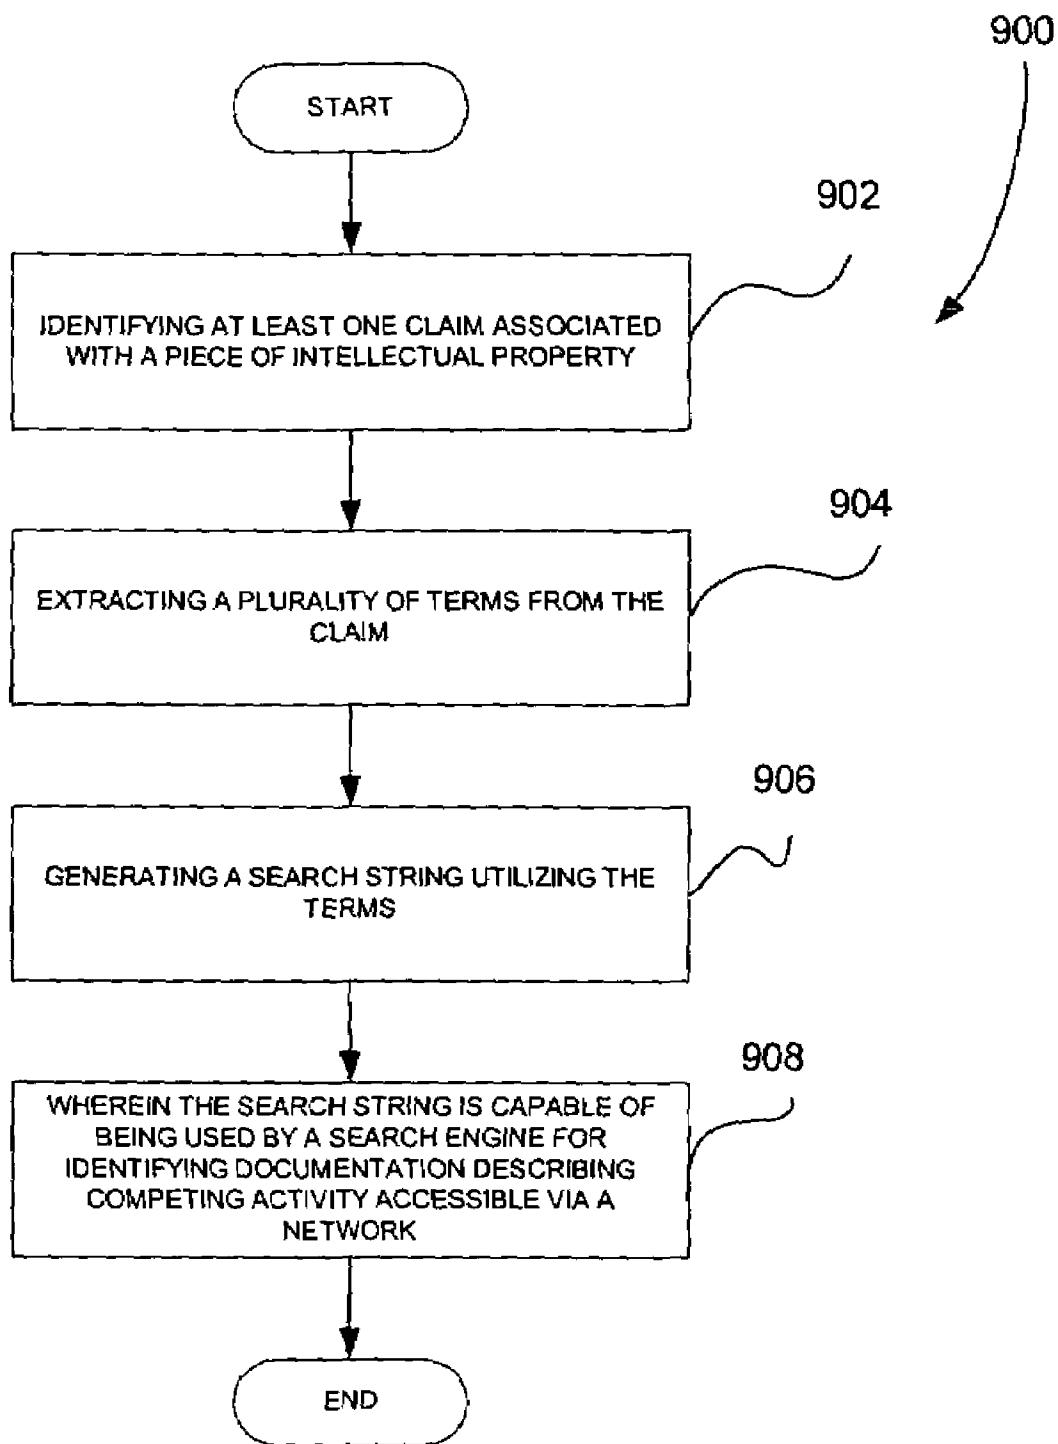 900
START
902
IDENTIFYING AT LEAST ONE CLAIM ASSOCIATED
WITH A PIECE OF INTELLECTUAL PROPERTY
904
EXTRACTING A PLURALITY OF TERMS FROM THE
CLAIM
906
GENERATING A SEARCH STRING UTILIZING THE
TERMS
908
WHEREIN THE SEARCH STRING IS CAPABLE OF
BEING USED BY A SEARCH ENGINE FOR
IDENTIFYING DOCUMENTATION DESCRIBING
COMPETING ACTIVITY ACCESSIBLE VIA A
NETWORK
END